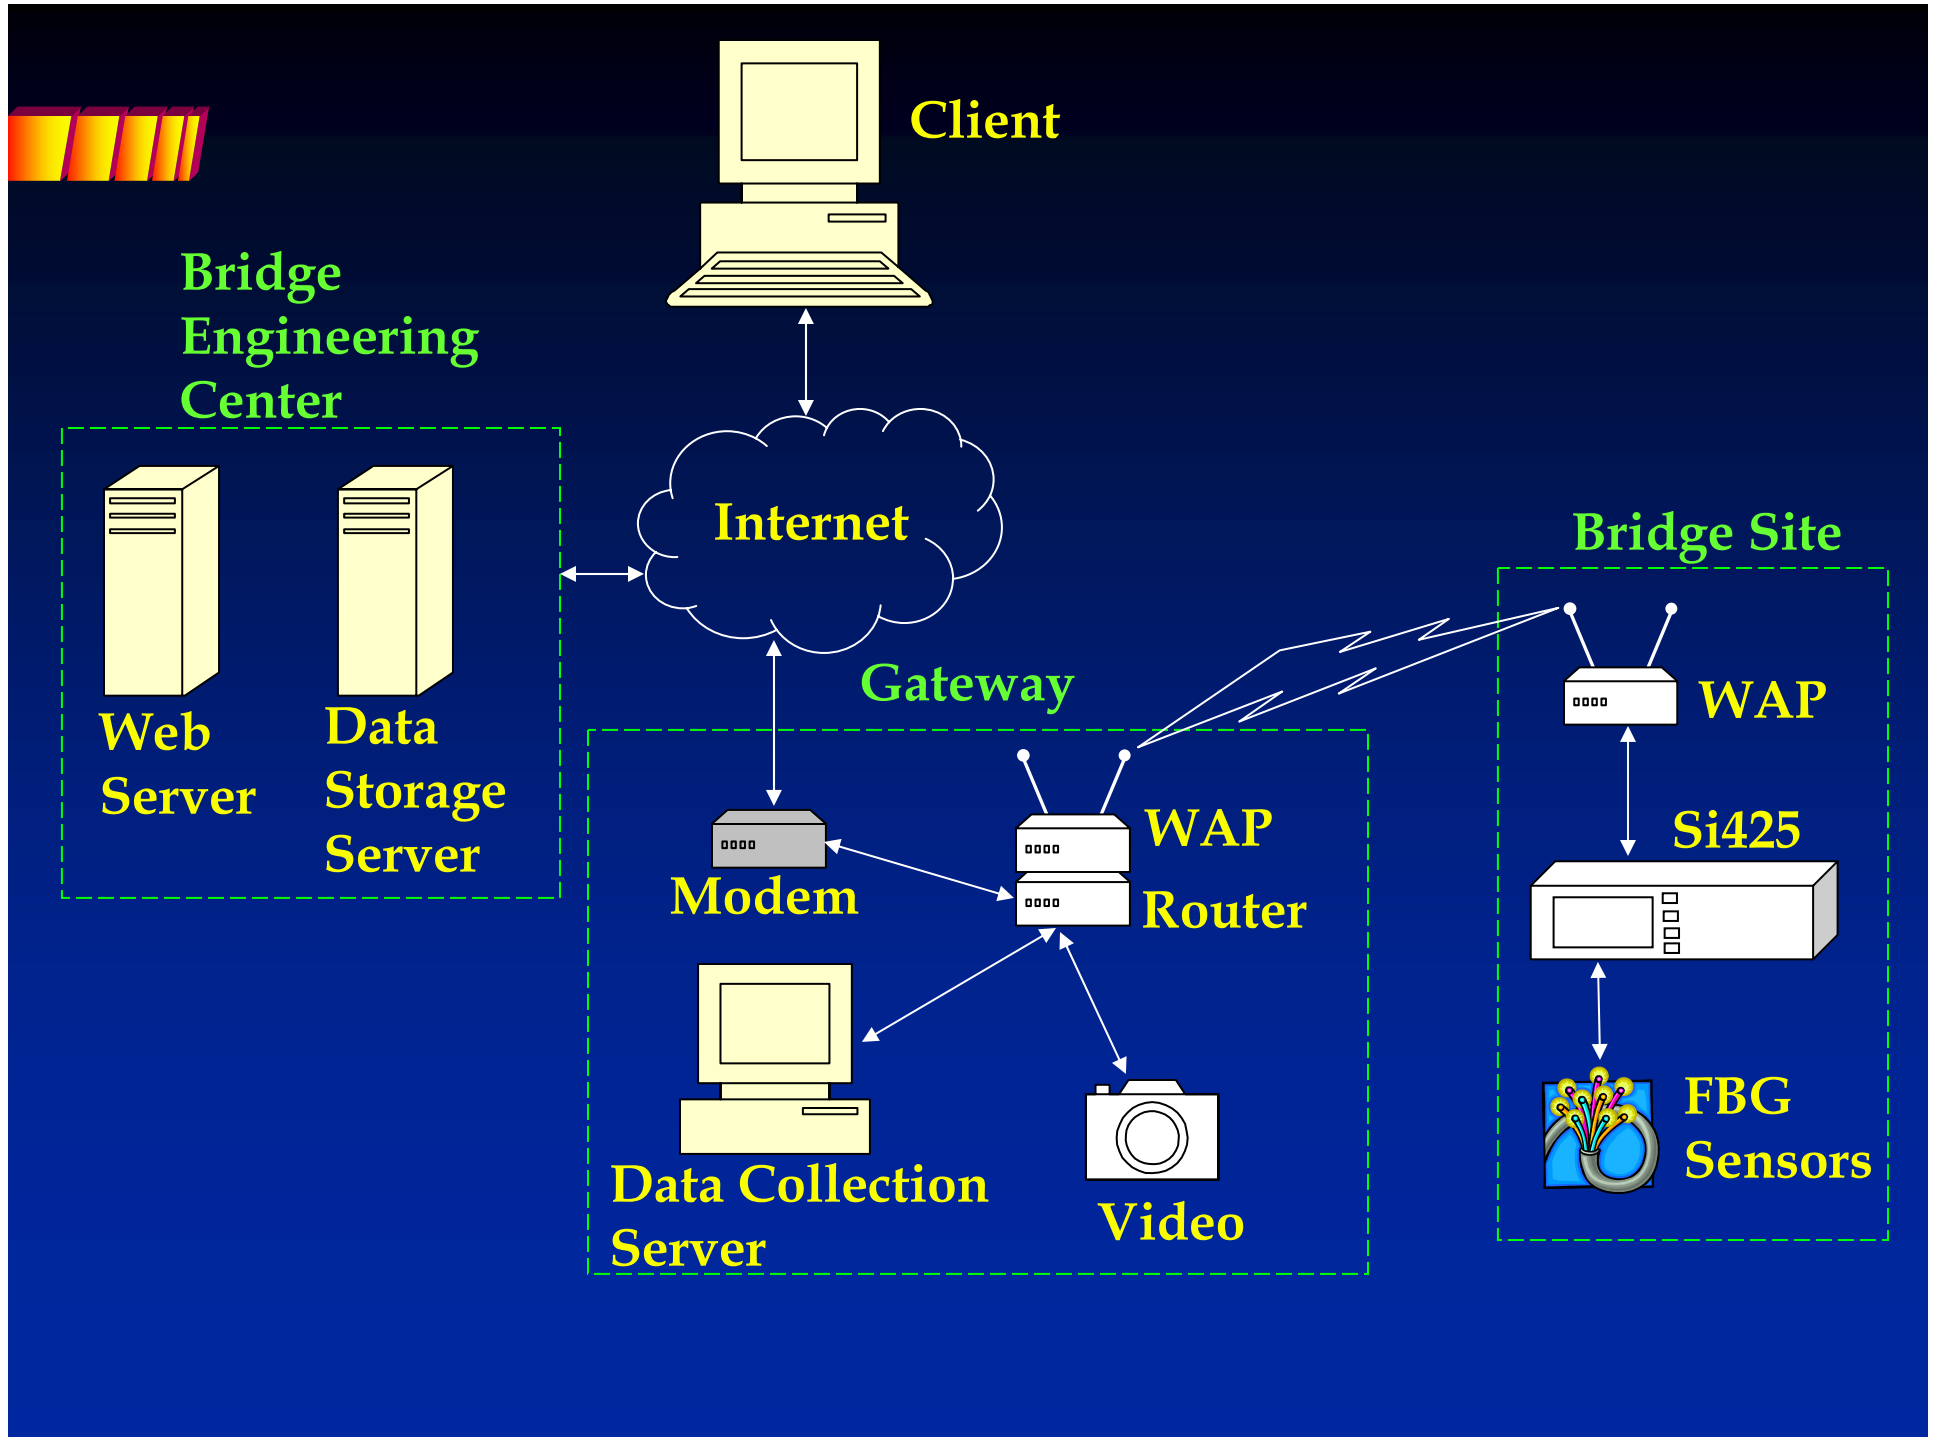 Client
Bridge
Engineering
Center
Internet
Web
Server
Data
Storage
Server
Gateway
Modem
WAP
Router
Data Collection
Server
Video
Bridge Site
WAP
Si425
FBG
Sensors